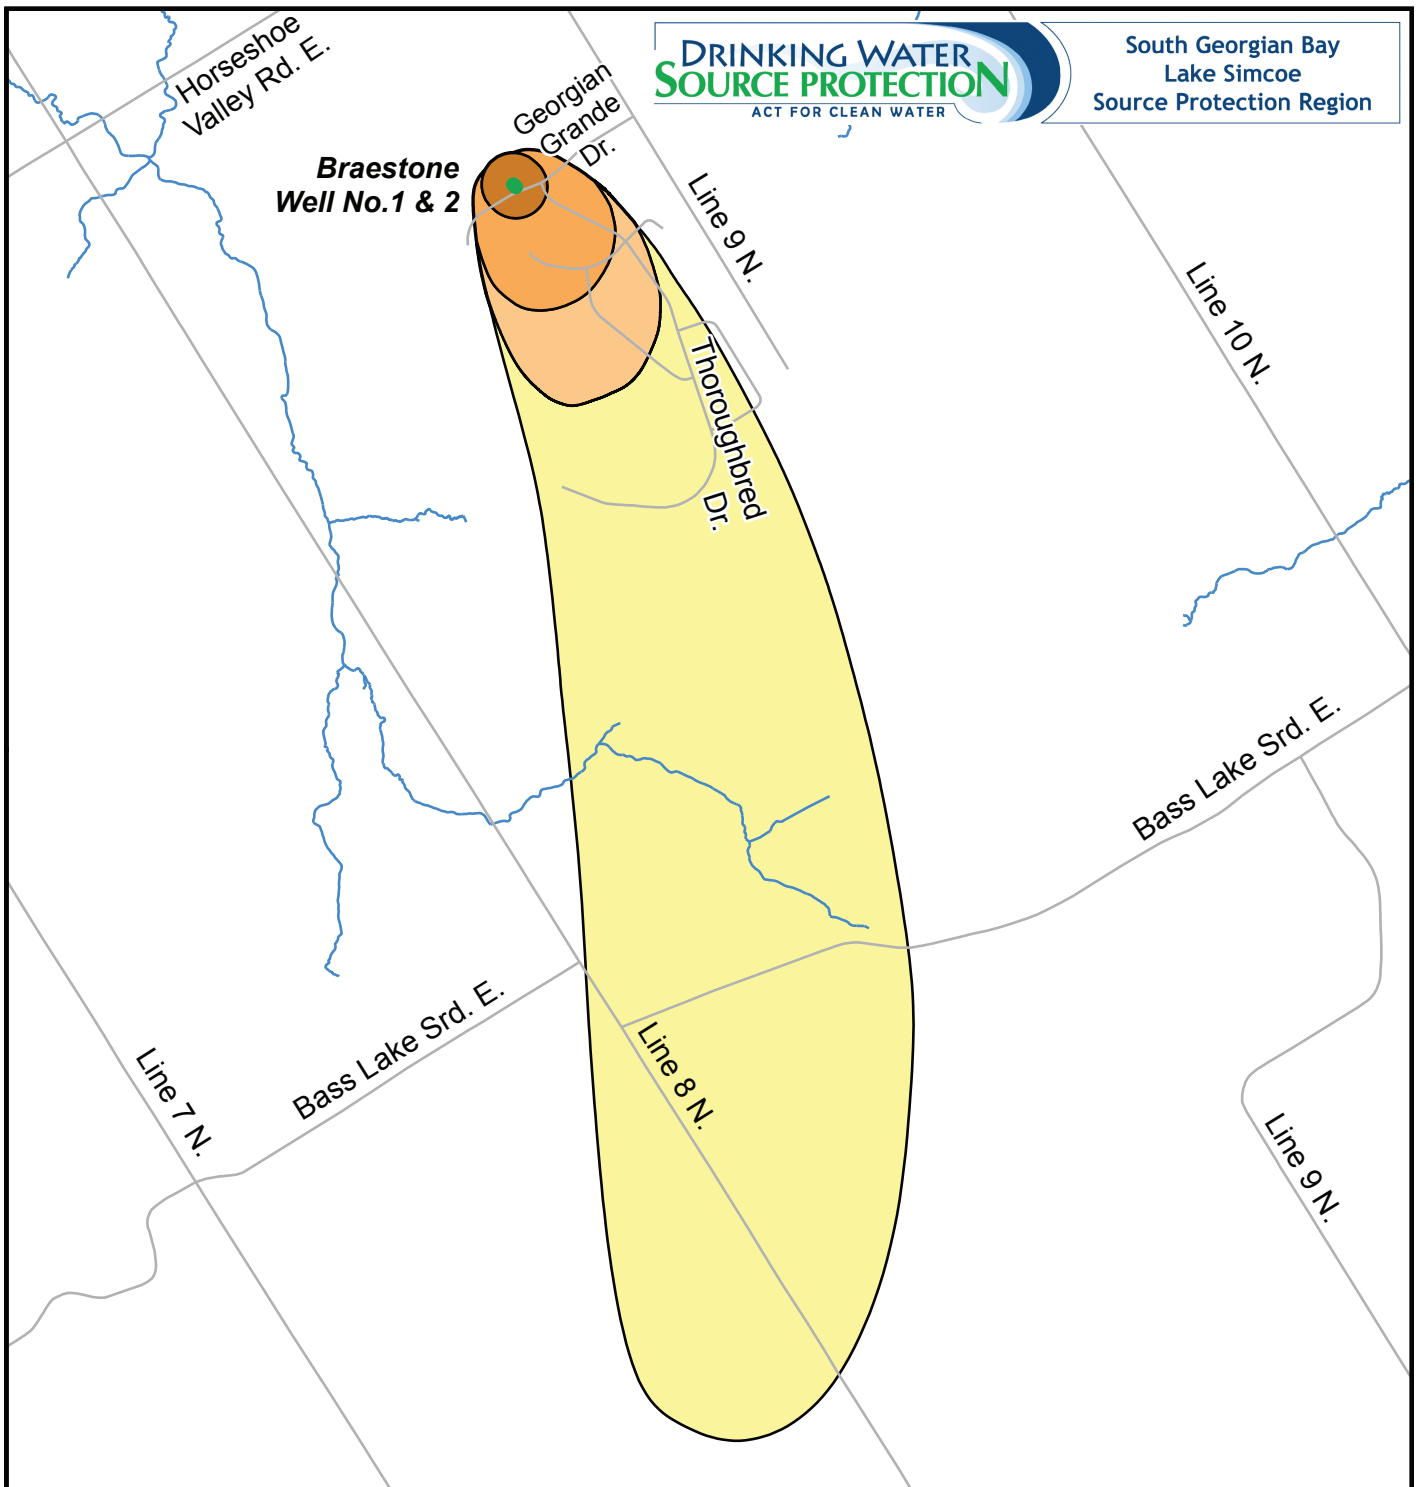 DRINKING WATER
SOURCE PROTECTION
ACT FOR CLEAN WATER
South Georgian Bay
Lake Simcoe
Source Protection Region
Horseshoe
Valley Rd. E.
Georgian
Grande
Dr.
Braestone
Well No.1 & 2
Line 9 N.
Line 10 N.
Thoroughbred
Dr.
Bass Lake Srd. E.
Bass Lake Srd. E.
Line 8 N.
Line 7 N.
Line 9 N.